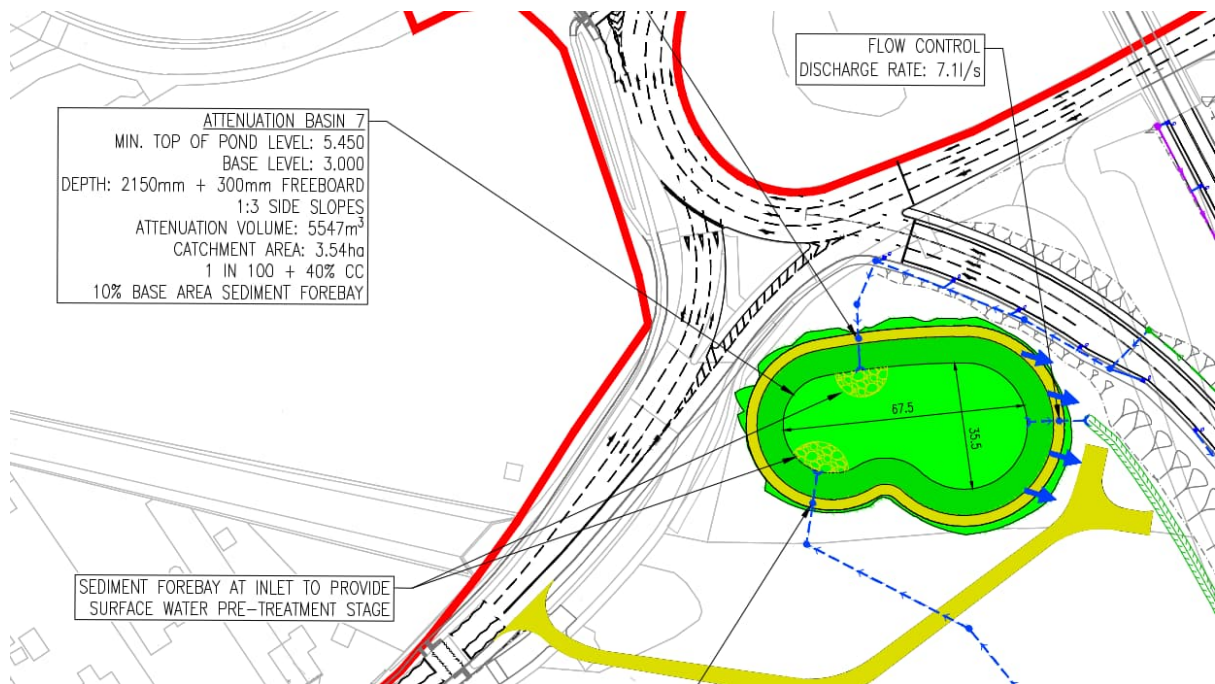 FLOW CONTROL
DISCHARGE RATE: 7.1l/s
ATTENUATION BASIN 7
MIN. TOP OF POND LEVEL: 5.450
BASE LEVEL: 3.000
DEPTH: 2150mm + 300mm FREEBOARD
1:3 SIDE SLOPES
ATTENUATION VOLUME: 5547m³
CATCHMENT AREA: 3.54ha
1 IN 100 + 40% CC
10% BASE AREA SEDIMENT FOREBAY
67.5
35.5
SEDIMENT FOREBAY AT INLET TO PROVIDE
SURFACE WATER PRE-TREATMENT STAGE